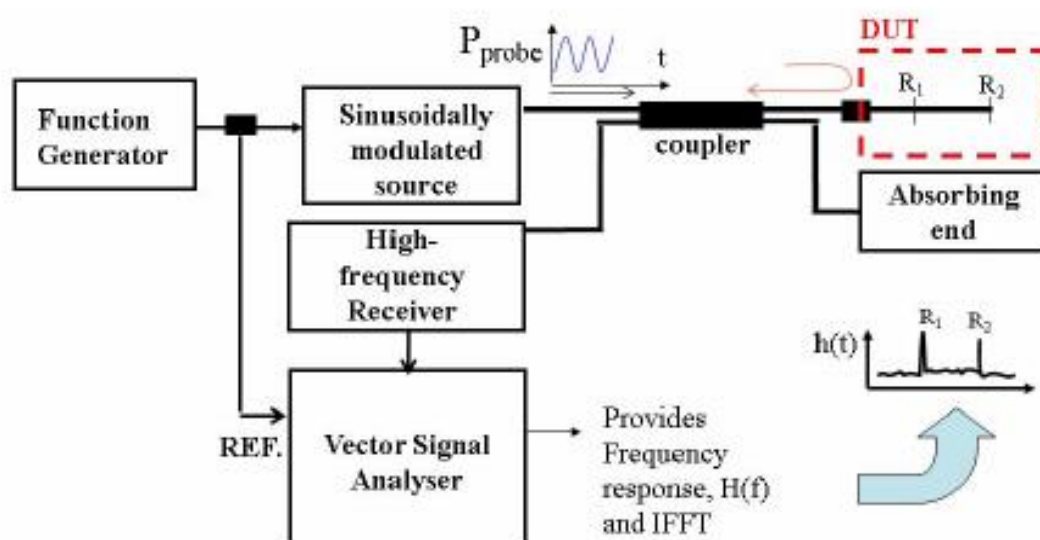 Function
Generator
Sinusoidally
modulated
source
P probe
t
coupler
DUT
R1
R2
Absorbing
end
High-
frequency
Receiver
REF.
Vector Signal
Analyser
Provides
Frequency
response, H(f)
and IFFT
h(t)
R1
R2